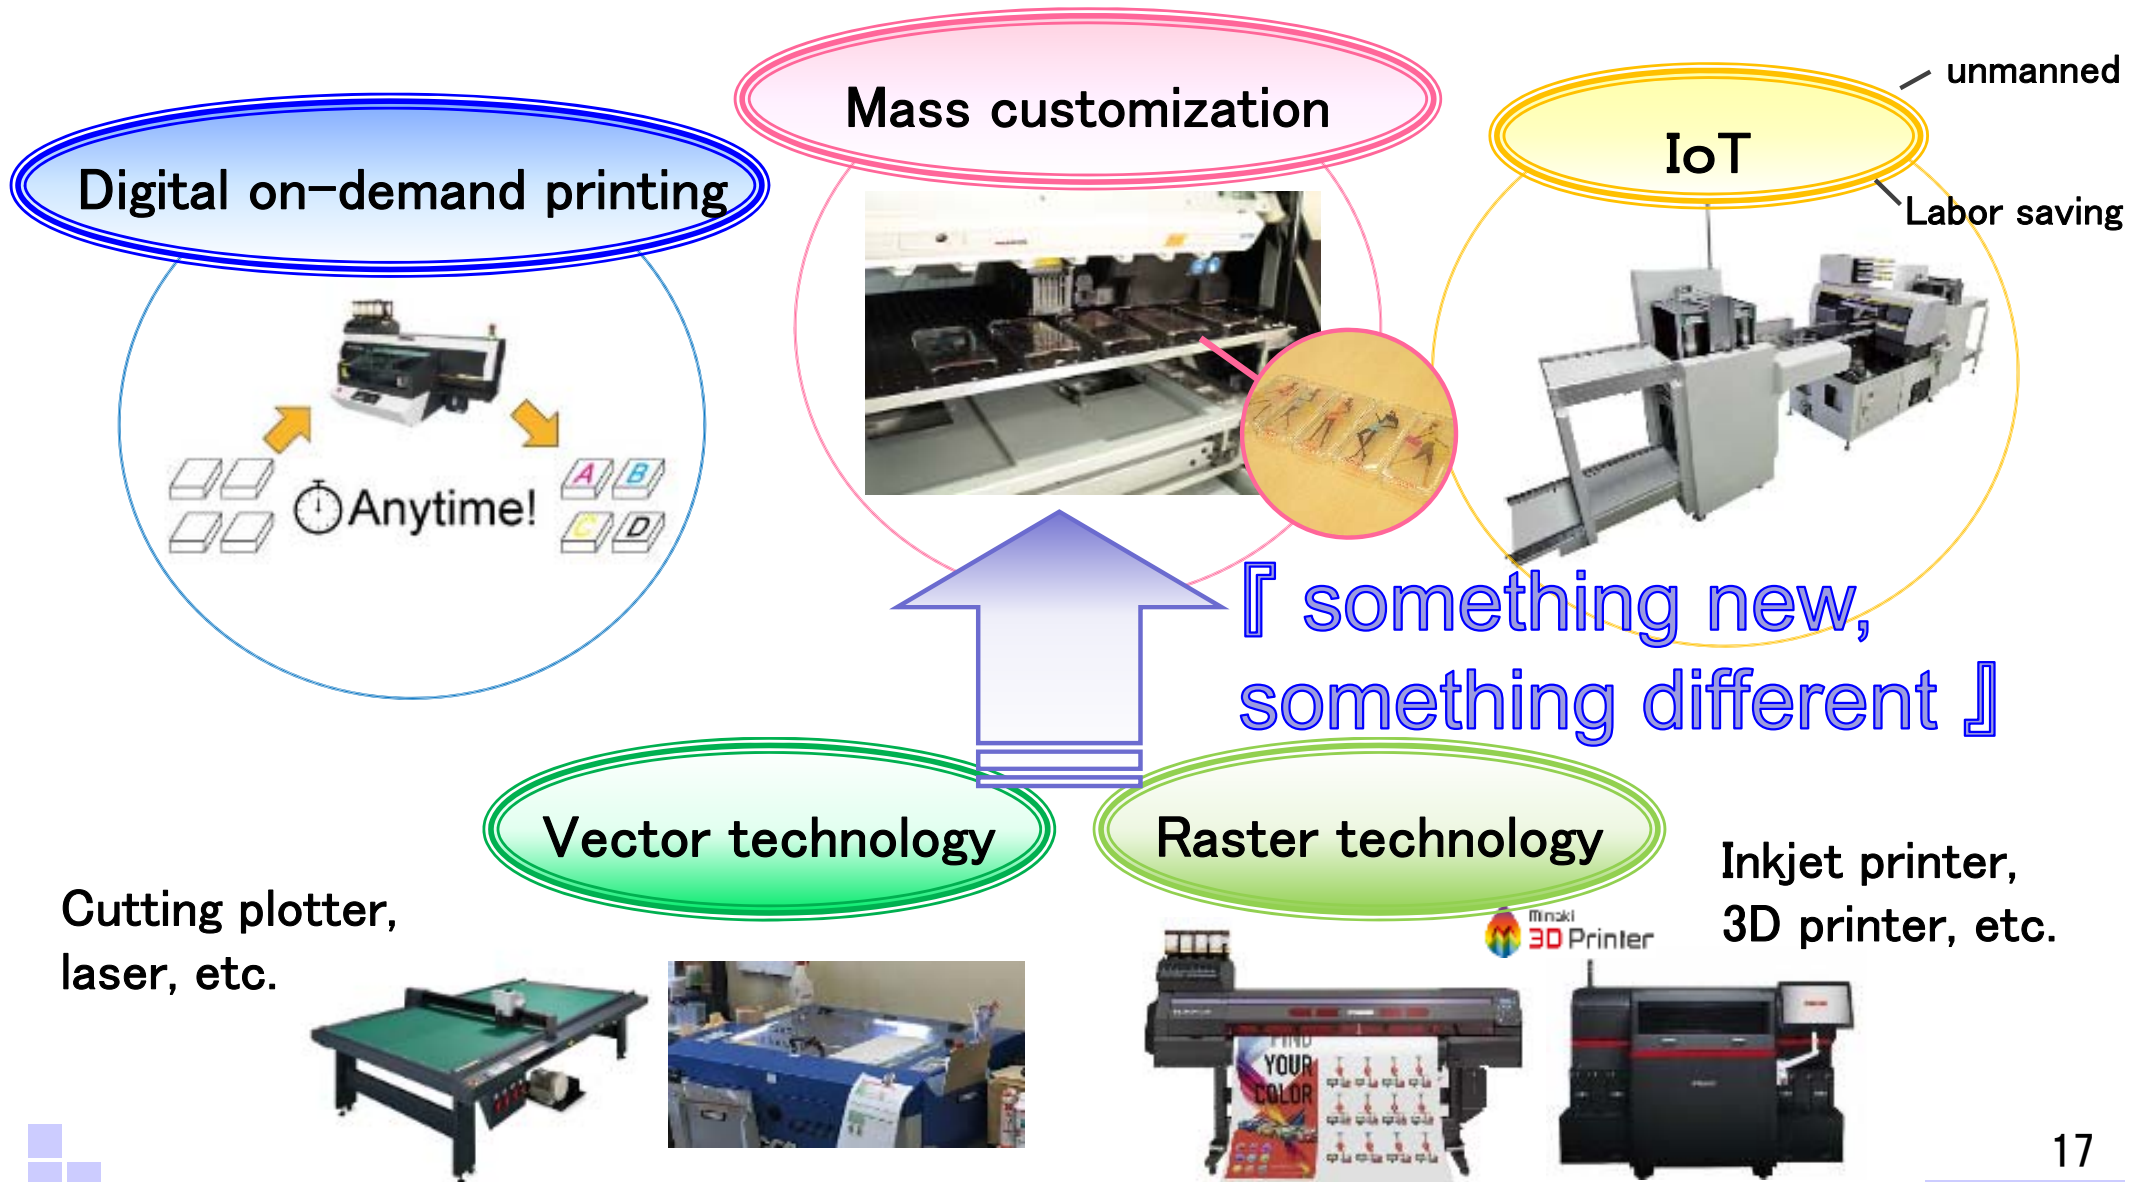 Mass customization
unmanned
IoT
Digital on-demand printing
Labor saving
Anytime!
A B
C D
『 something new,
something different 』
Vector technology
Raster technology
Inkjet printer,
3D printer, etc.
Cutting plotter,
laser, etc.
3D Printer
YOUR
COLOR
17